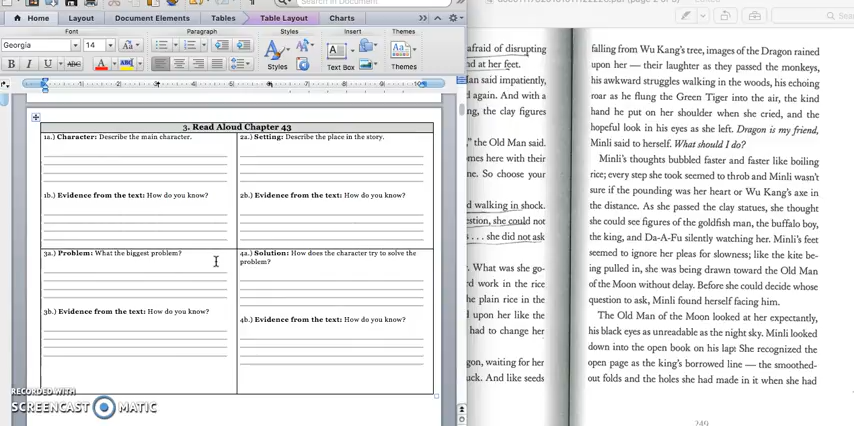 Search in Document
Home
Layout
Document Elements
Tables
Table Layout
Charts
Font
Paragraph
Styles
Insert
Themes
Georgia
14
Aa
B I U ABC
A
ABC
Styles
A
Text Box
Aa
Themes
3. Read Aloud Chapter 43
1a.) Character: Describe the main character.
1b.) Evidence from the text: How do you know?
2a.) Setting: Describe the place in the story.
2b.) Evidence from the text: How do you know?
3a.) Problem: What the biggest problem?
3b.) Evidence from the text: How do you know?
4a.) Solution: How does the character try to solve the
problem?
4b.) Evidence from the text: How do you know?
RECORDED WITH
SCREENCAST MATIC
afraid of disrupting
nd at her feet.
an said impatiently,
d again. And with a
g, the clay figures
," the Old Man said.
omes here with their
ne. So choose your
d walking in shock.
estion, she could not
s . . . she did not ask
. What was she go-
rd work in the rice
he plain rice in the
d upon her like the
had to change her
gon, waiting for her
uck. And like seeds
falling from Wu Kang's tree, images of the Dragon rained
upon her — their laughter as they passed the monkeys,
his awkward struggles walking in the woods, his echoing
roar as he flung the Green Tiger into the air, the kind
hand he put on her shoulder when she cried, and the
hopeful look in his eyes as she left. Dragon is my friend,
Minli said to herself. What should I do?
Minli's thoughts bubbled faster and faster like boiling
rice; every step she took seemed to throb and Minli wasn't
sure if the pounding was her heart or Wu Kang's axe in
the distance. As she passed the clay statues, she thought
she could see figures of the goldfish man, the buffalo boy,
the king, and Da-A-Fu silently watching her. Minli's feet
seemed to ignore her pleas for slowness; like the kite be-
ing pulled in, she was being drawn toward the Old Man
of the Moon without delay. Before she could decide whose
question to ask, Minli found herself facing him.
The Old Man of the Moon looked at her expectantly,
his black eyes as unreadable as the night sky. Minli looked
down into the open book on his lap. She recognized the
open page as the king's borrowed line — the smoothed-
out folds and the holes she had made in it when she had
249